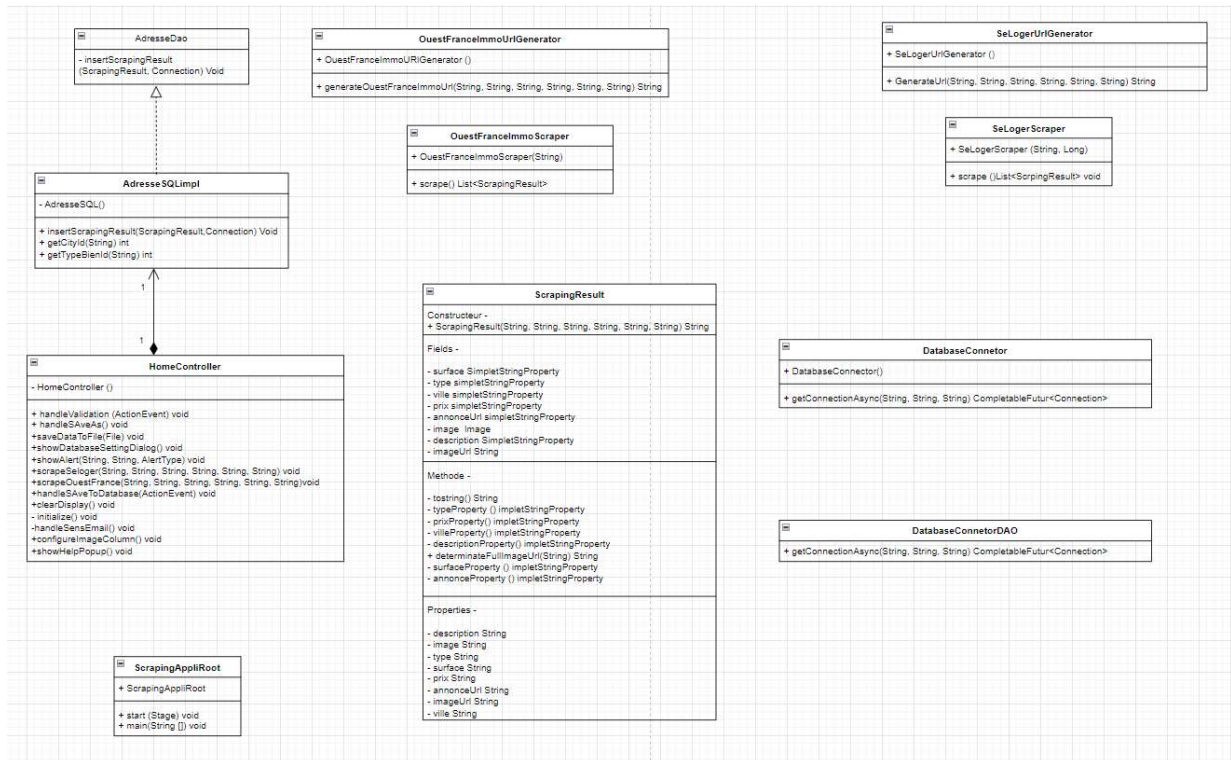 AdresseDao
- insertScrapingResult
(ScrapingResult, Connection) Void
OuestFranceImmoUrlGenerator
+ OuestFranceImmoURlGenerator ()
+ generateOuestFranceImmoUrl(String, String, String, String, String, String) String
SeLogerUrlGenerator
+ SeLogerUrlGenerator ()
+ GenerateUrl(String, String, String, String, String, String) String
OuestFranceImmoScraper
+ OuestFranceImmoScraper(String)
+ scrape() List<ScrapingResult>
SeLogerScraper
+ SeLogerScraper (String, Long)
+ scrape ()List<ScrpingResult> void
AdresseSQLimpl
- AdresseSQL()
+ insertScrapingResult(ScrapingResult,Connection) Void
+ getCityId(String) int
+ getTypeBienId(String) int
1
1
HomeController
- HomeController ()
+ handleValidation (ActionEvent) void
+ handleSAveAs() void
+saveDataToFile(File) void
+showDatabaseSettingDialog() void
+showAlert(String, String, AlertType) void
+scrapeSeloger(String, String, String, String, String, String) void
+scrapeOuestFrance(String, String, String, String, String, String)void
+handleSAveToDatabase(ActionEvent) void
+clearDisplay() void
- initialize() void
-handleSensEmail() void
+configureImageColumn() void
+showHelpPopup() void
ScrapingResult
Constructeur -
+ ScrapingResult(String, String, String, String, String, String) String
Fields -
- surface SimpletStringProperty
- type simpletStringProperty
- ville simpletStringProperty
- prix simpletStringProperty
- annonceUrl simpletStringProperty
- image Image
- description SimpletStringProperty
- imageUrl String
Methode -
- tostring() String
- typeProperty () impletStringProperty
- prixProperty() impletStringProperty
- villeProperty() impletStringProperty
- descriptionProperty() impletStringProperty
+ determinateFullImageUrl(String) String
- surfaceProperty () impletStringProperty
- annonceProperty () impletStringProperty
Properties -
- description String
- image String
- type String
- surface String
- prix String
- annonceUrl String
- imageUrl String
- ville String
DatabaseConnetor
+ DatabaseConnector()
+ getConnectionAsync(String, String, String) CompletableFutur<Connection>
DatabaseConnetorDAO
+ getConnectionAsync(String, String, String) CompletableFutur<Connection>
ScrapingAppliRoot
+ ScrapingAppliRoot
+ start (Stage) void
+ main(String []) void